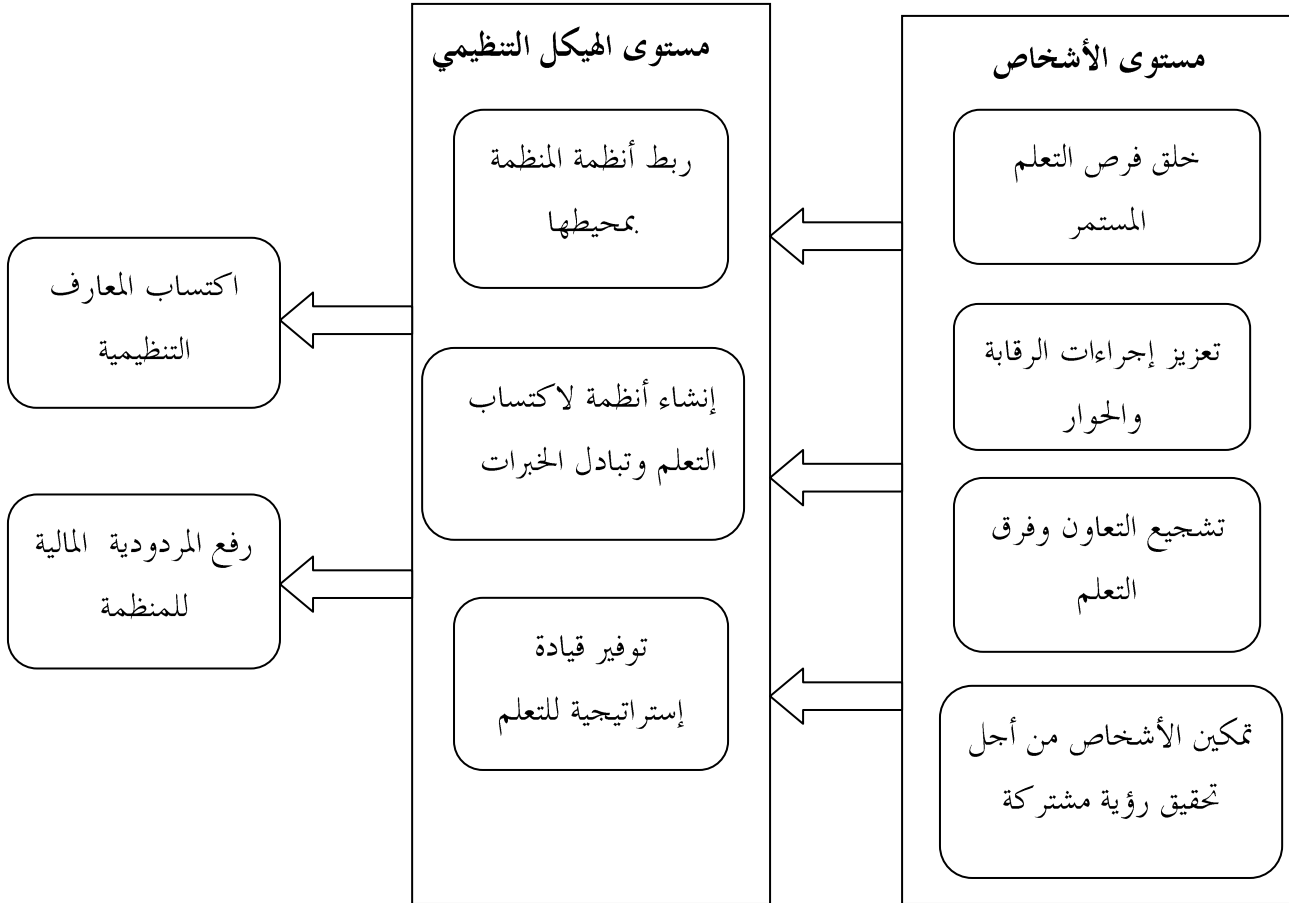 مستوى الأشخاص
خلق فرص التعلم
المستمر
تعزيز إجراءات الرقابة
والحوار
تشجيع التعاون وفرق
التعلم
تمكين الأشخاص من أجل
تحقيق رؤية مشتركة
مستوى الهيكل التنظيمي
ربط أنظمة المنظمة
بمحيطها
إنشاء أنظمة لاكتساب
التعلم وتبادل الخبرات
توفير قيادة
إستراتيجية للتعلم
اكتساب المعارف
التنظيمية
رفع المردودية المالية
للمنظمة